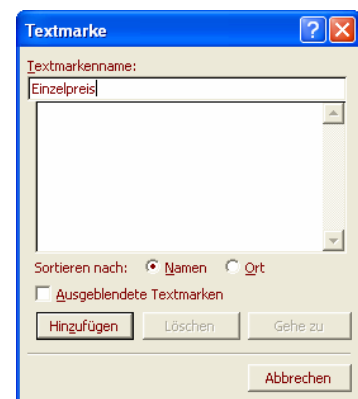 Textmarke
Textmarkenname:
Einzelpreis
Sortieren nach: Namen Ort
Ausgeblendete Textmarken
Hinzufügen Löschen Gehe zu
Abbrechen